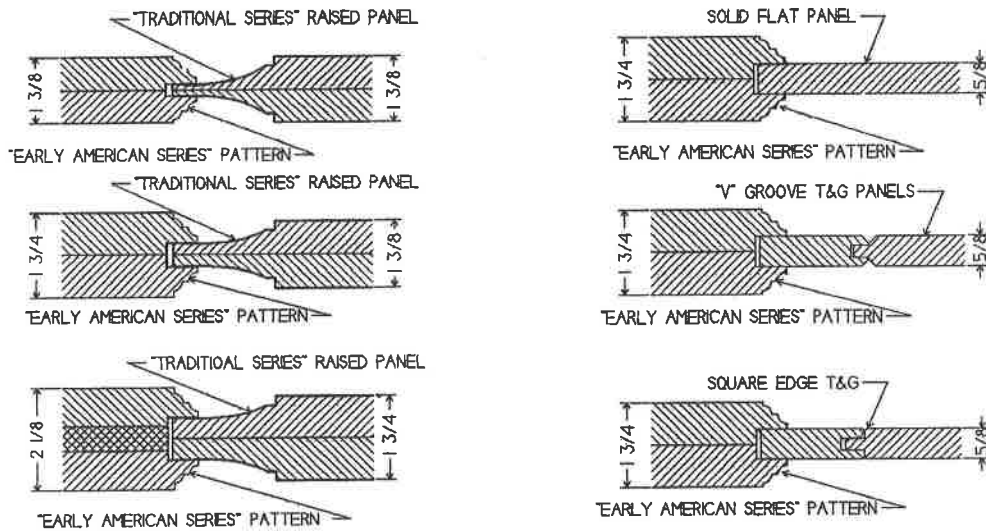 "TRADITIONAL SERIES" RAISED PANEL
1 3/8
1 3/8
"EARLY AMERICAN SERIES" PATTERN
"TRADITIONAL SERIES" RAISED PANEL
1 3/4
1 3/8
"EARLY AMERICAN SERIES" PATTERN
"TRADITIOAL SERIES" RAISED PANEL
2 1/8
1 3/4
"EARLY AMERICAN SERIES" PATTERN
SOLID FLAT PANEL
1 3/4
5/8
"EARLY AMERICAN SERIES" PATTERN
"V" GROOVE T&G PANELS
1 3/4
5/8
"EARLY AMERICAN SERIES" PATTERN
SQUARE EDGE T&G
1 3/4
5/8
"EARLY AMERICAN SERIES" PATTERN